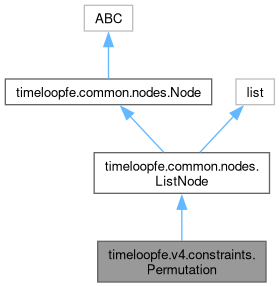 ABC
timeloopfe.common.nodes.Node
list
timeloopfe.common.nodes.
ListNode
timeloopfe.v4.constraints.
Permutation